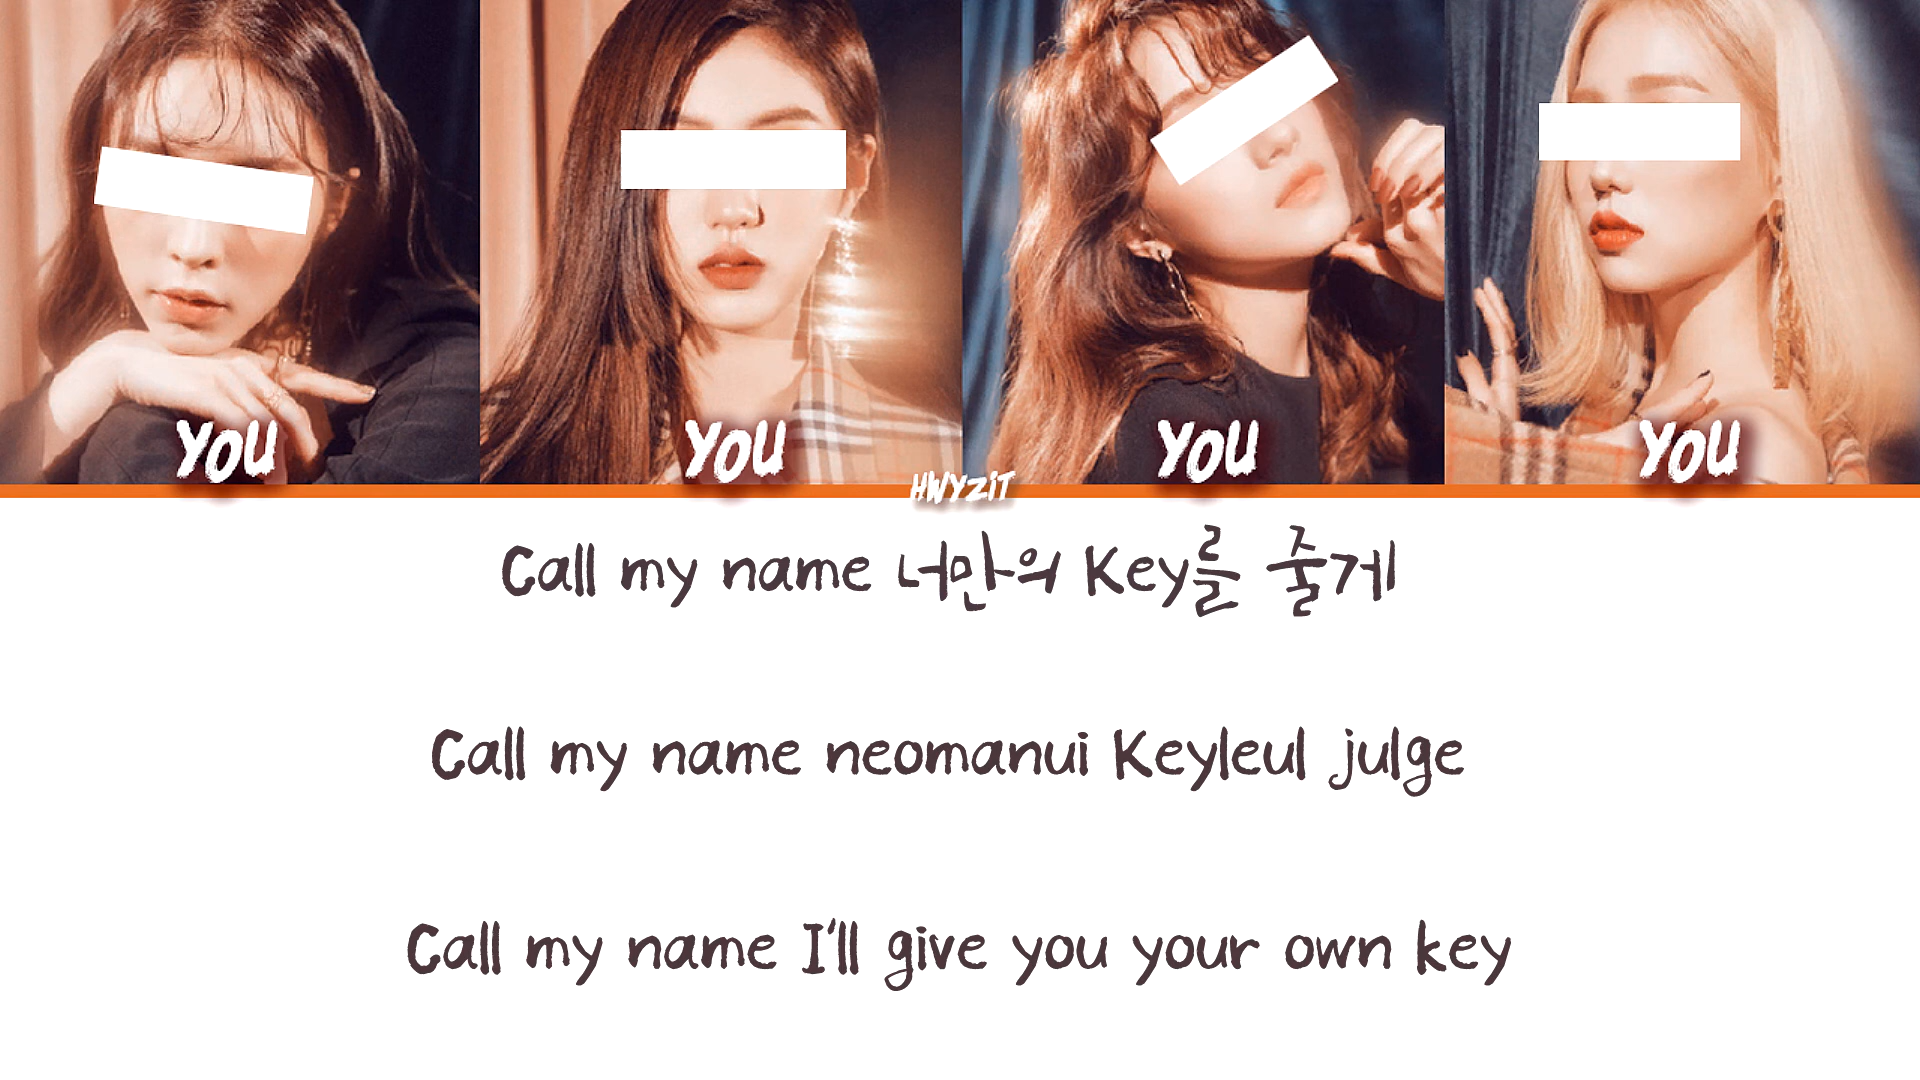 YOU YOU YOU YOU
HWYZIT
Call my name 너만의 Key를 줄게
Call my name neomanui Keyleul julge
Call my name I'll give you your own key